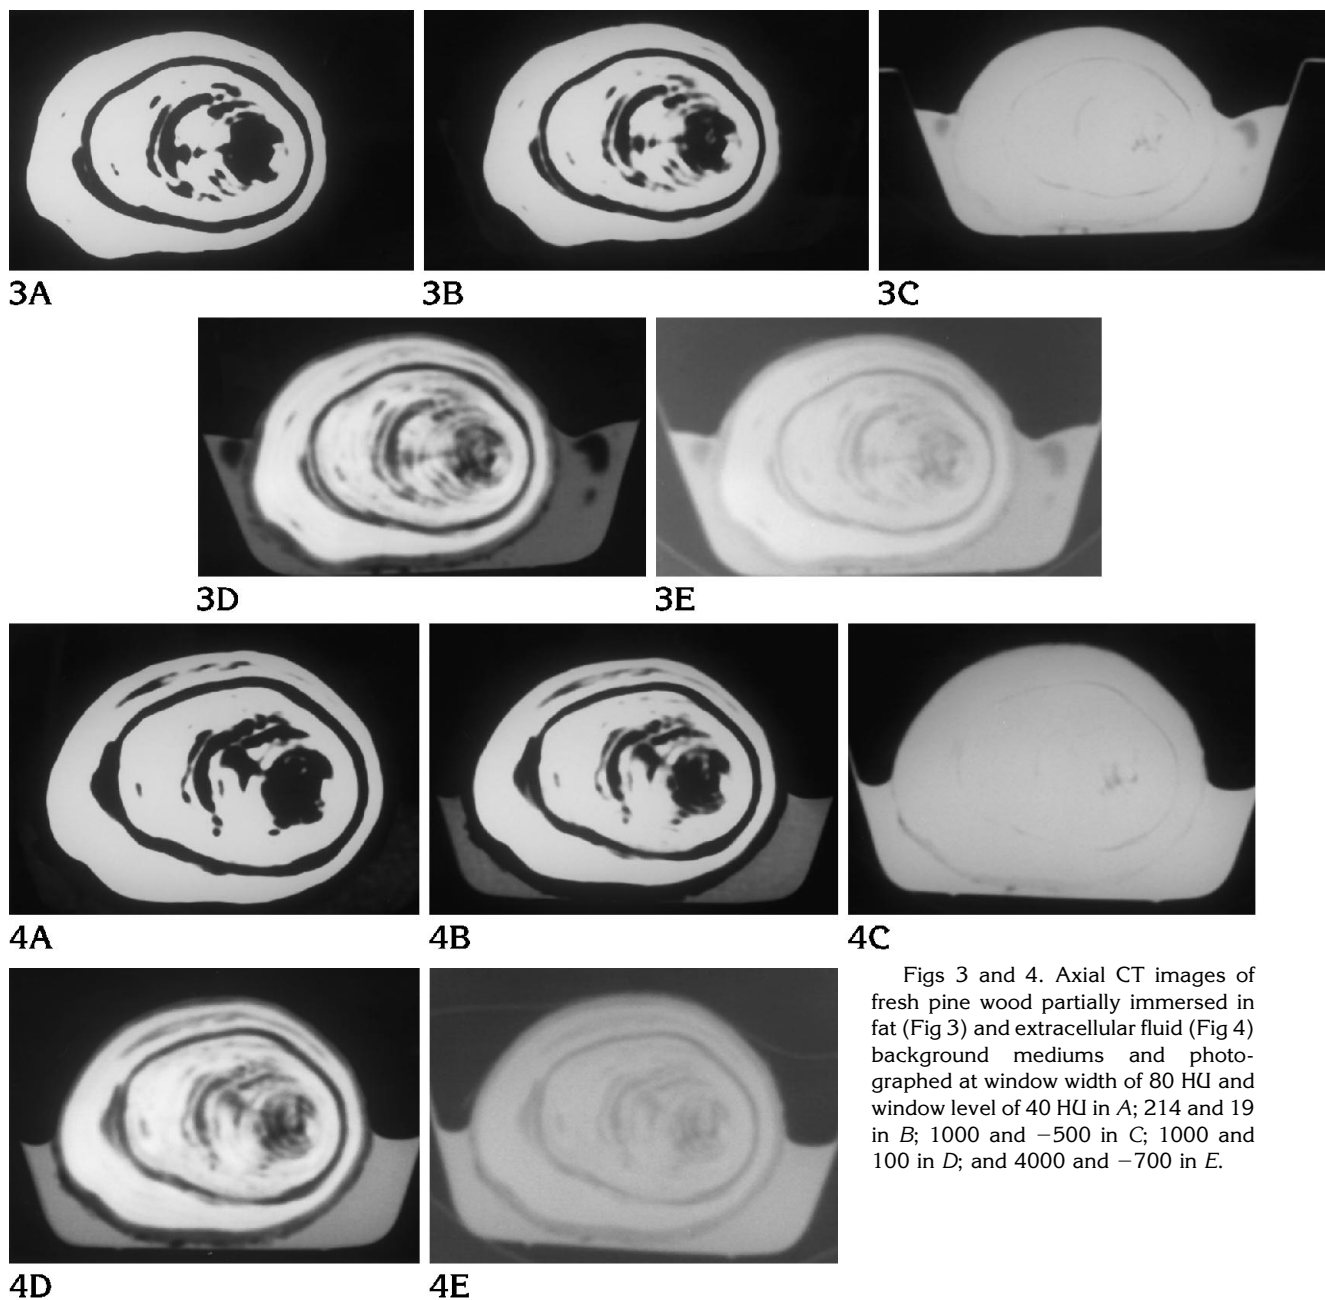 3A
3B
3C
3D
3E
4A
4B
4C
Figs 3 and 4. Axial CT images of
fresh pine wood partially immersed in
fat (Fig 3) and extracellular fluid (Fig 4)
background mediums and photo-
graphed at window width of 80 HU and
window level of 40 HU in A; 214 and 19
in B; 1000 and −500 in C; 1000 and
100 in D; and 4000 and −700 in E.
4D
4E